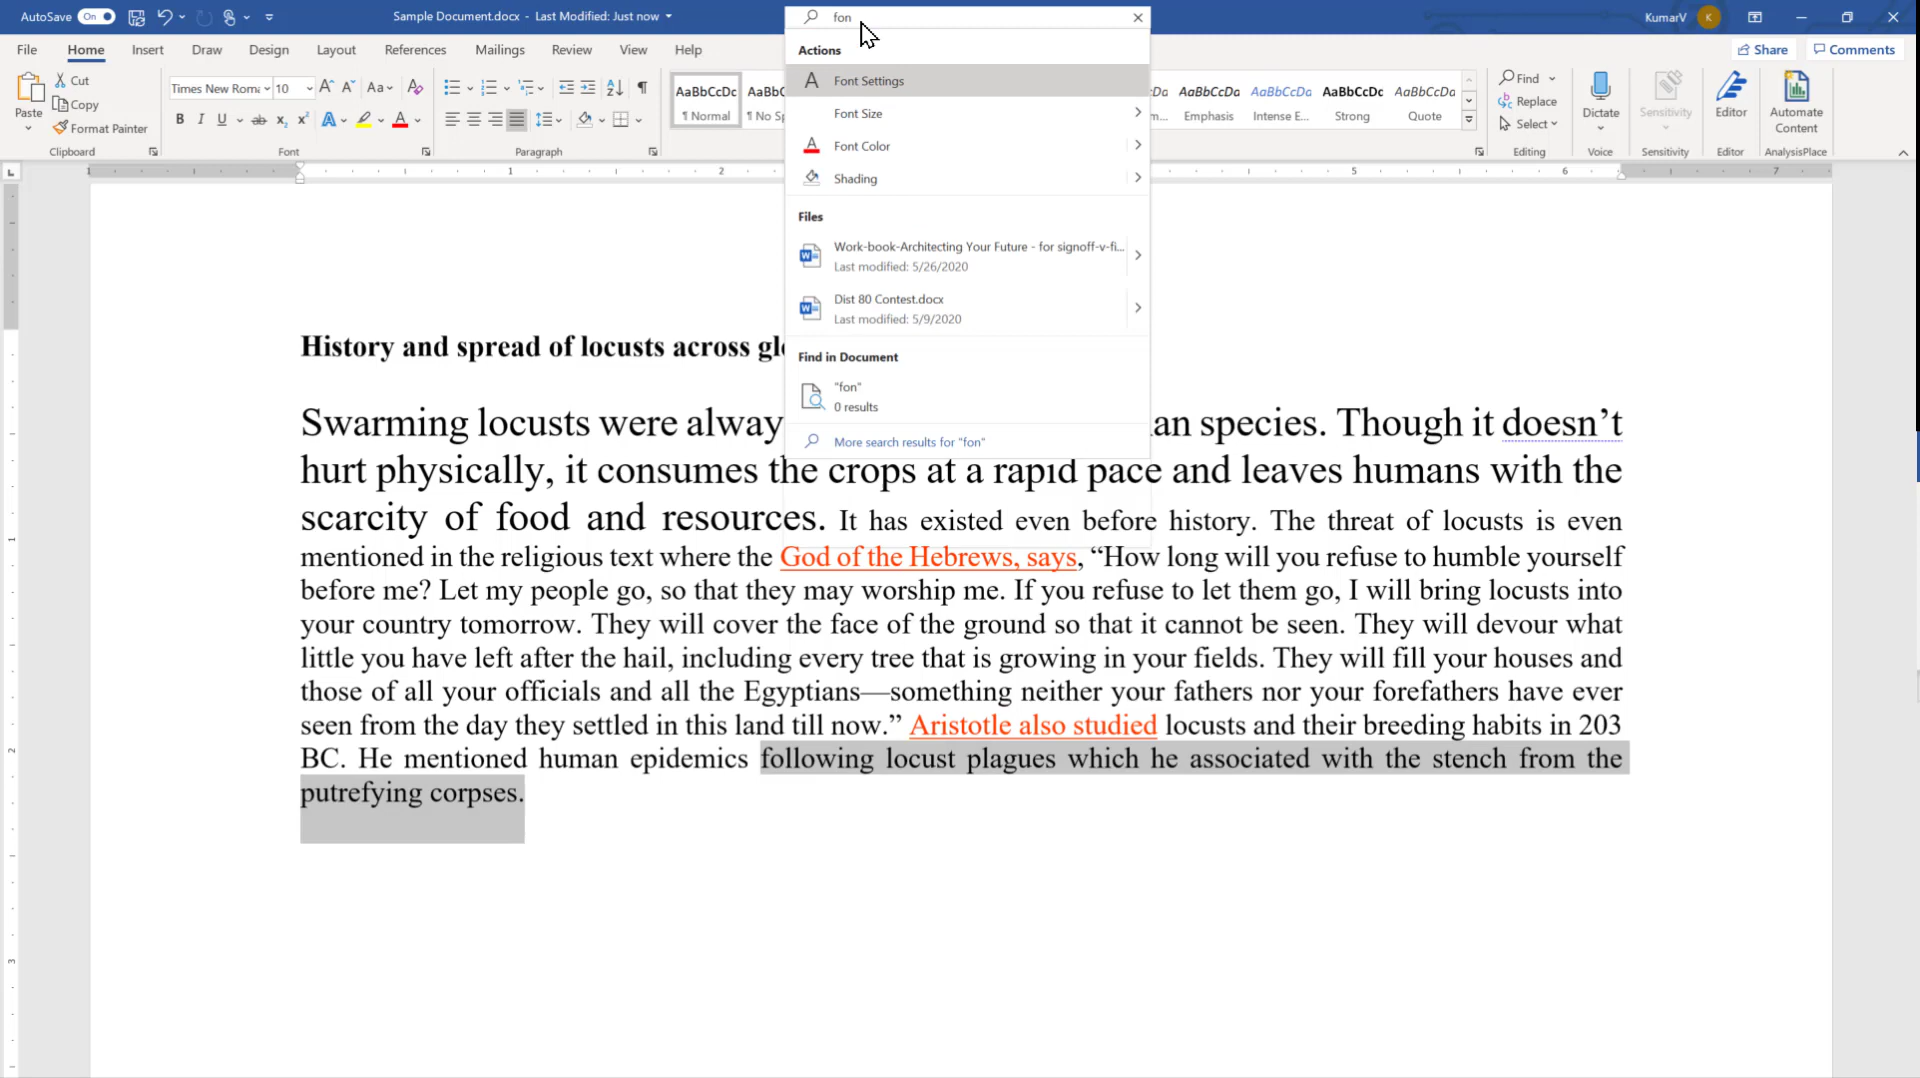 AutoSave On Sample Document.docx - Last Modified: Just now fon KumarV K
File Home Insert Draw Design Layout References Mailings Review View Help Share Comments
Paste
Cut
Copy
Format Painter
Clipboard
Times New Roma 10
Aa
B I U ab x₂ x² A A
Font
Paragraph
AaBbCcDc AaBbC
¶ Normal ¶ No Sp
Actions
Font Settings
Font Size
Font Color
Shading
Files
Work-book-Architecting Your Future - for signoff-v-fi...
Last modified: 5/26/2020
Dist 80 Contest.docx
Last modified: 5/9/2020
Find in Document
"fon"
0 results
More search results for "fon"
AaBbCcDa AaBbCcDa AaBbCcDc AaBbCcDa
Emphasis Intense E... Strong Quote
Find
Replace
Select
Editing
Dictate
Voice
Sensitivity
Sensitivity
Editor
Editor
Automate
Content
AnalysisPlace
1 1 2 5 6 7
History and spread of locusts across gl
Swarming locusts were alway an species. Though it doesn’t
hurt physically, it consumes the crops at a rapid pace and leaves humans with the
scarcity of food and resources. It has existed even before history. The threat of locusts is even
mentioned in the religious text where the God of the Hebrews, says, “How long will you refuse to humble yourself
before me? Let my people go, so that they may worship me. If you refuse to let them go, I will bring locusts into
your country tomorrow. They will cover the face of the ground so that it cannot be seen. They will devour what
little you have left after the hail, including every tree that is growing in your fields. They will fill your houses and
those of all your officials and all the Egyptians—something neither your fathers nor your forefathers have ever
seen from the day they settled in this land till now.” Aristotle also studied locusts and their breeding habits in 203
BC. He mentioned human epidemics following locust plagues which he associated with the stench from the
putrefying corpses.
1
2
3